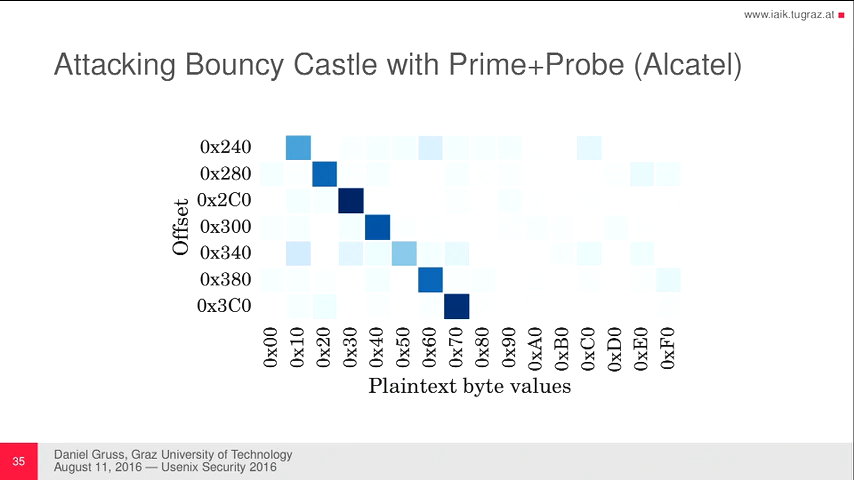 www.iaik.tugraz.at
Attacking Bouncy Castle with Prime+Probe (Alcatel)
Offset
0x240
0x280
0x2C0
0x300
0x340
0x380
0x3C0
0x00 0x10 0x20 0x30 0x40 0x50 0x60 0x70 0x80 0x90 0xA0 0xB0 0xC0 0xD0 0xE0 0xF0
Plaintext byte values
35
Daniel Gruss, Graz University of Technology
August 11, 2016 — Usenix Security 2016